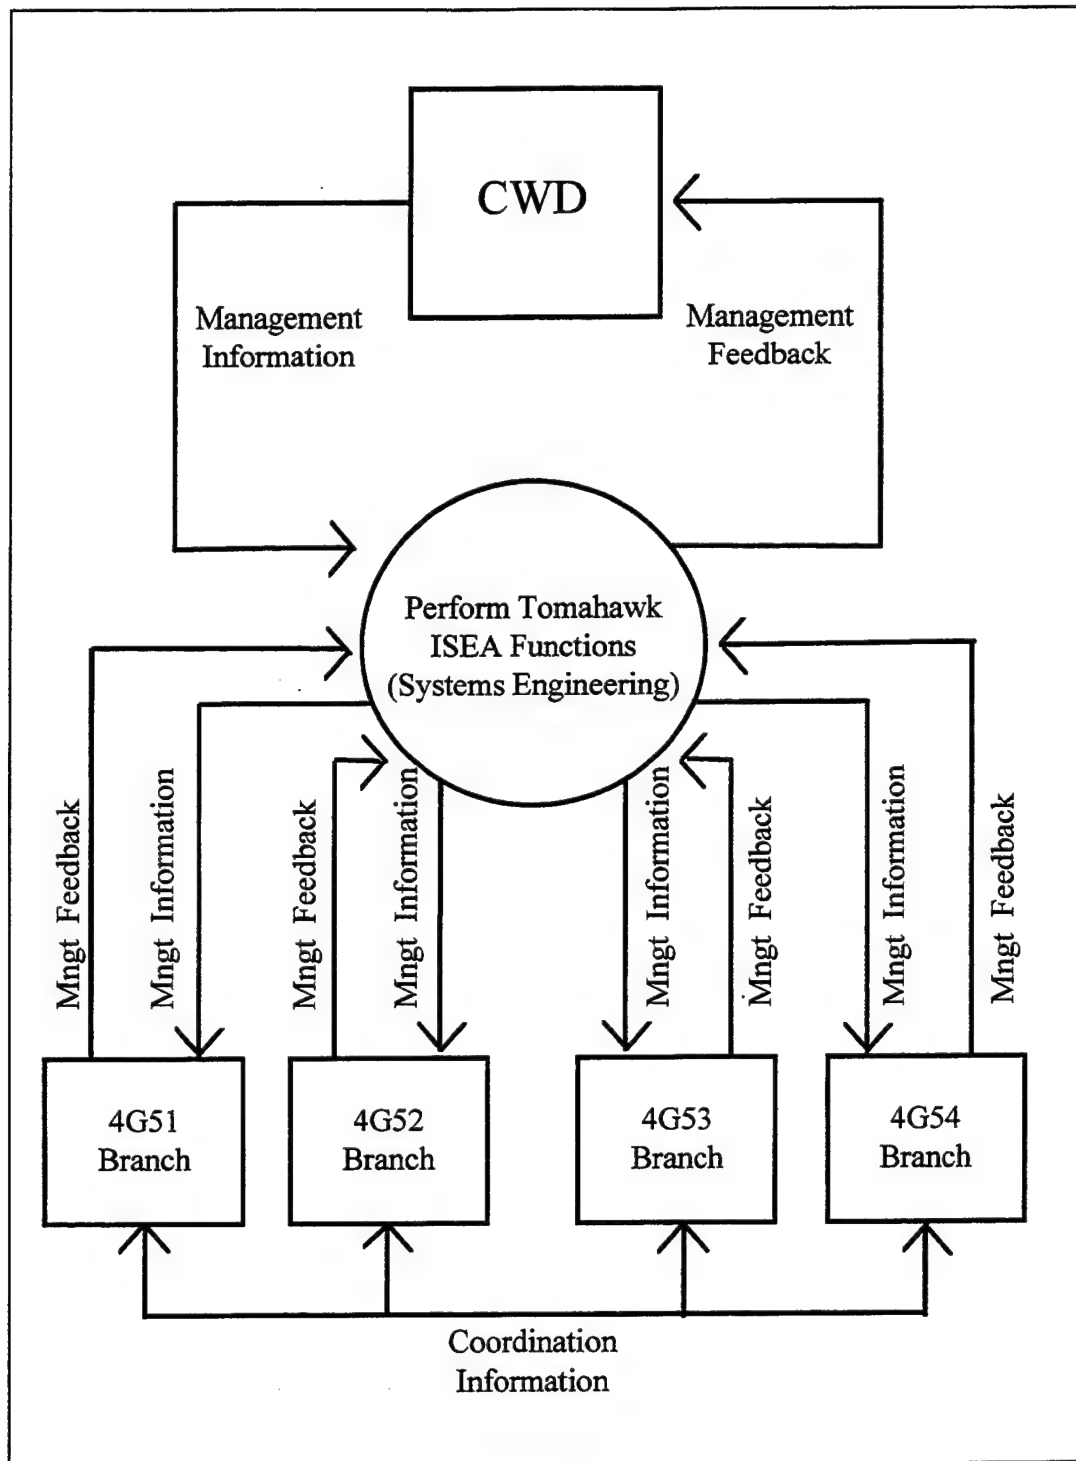 CWD
Management
Information
Management
Feedback
Perform Tomahawk
ISEA Functions
(Systems Engineering)
Mngt Feedback
Mngt Information
Mngt Feedback
Mngt Information
Mngt Information
Mngt Feedback
Mngt Information
Mngt Feedback
4G51
Branch
4G52
Branch
4G53
Branch
4G54
Branch
Coordination
Information